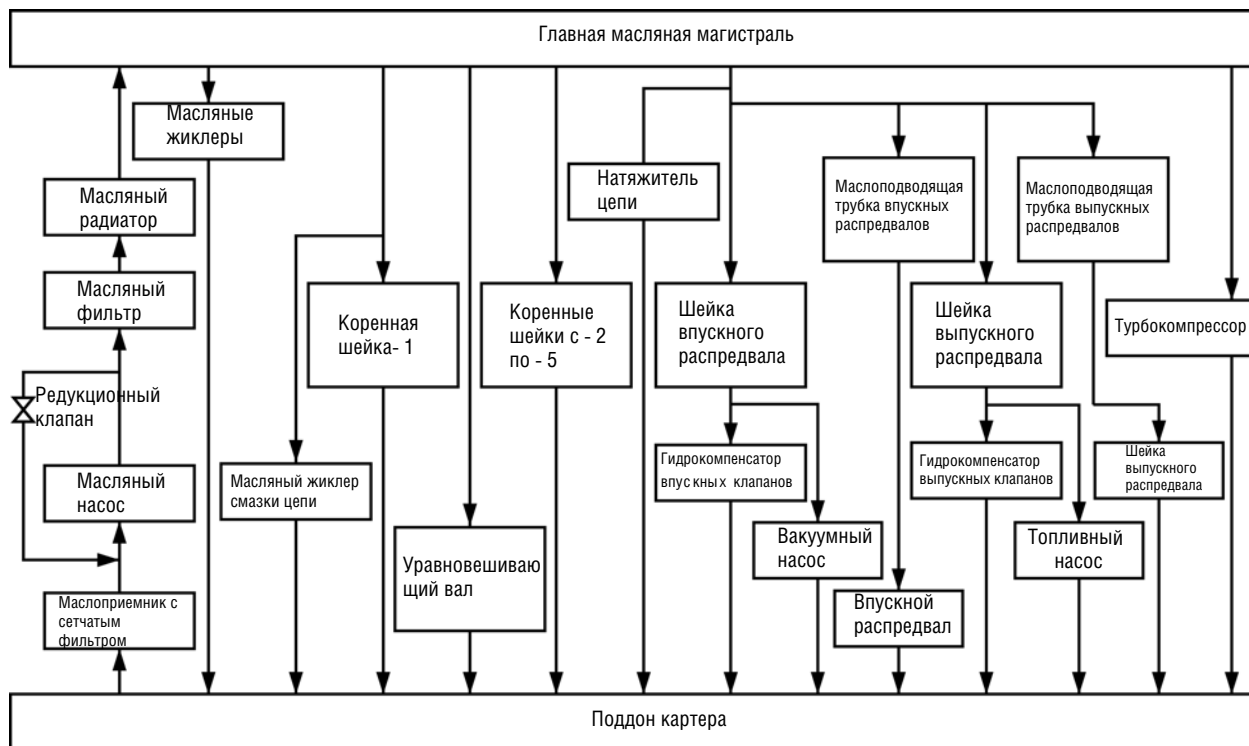 Главная масляная магистраль
Масляные
жиклеры
Масляный
радиатор
Натяжитель
цепи
Маслоподводящая
трубка впускных
распредвалов
Маслоподводящая
трубка выпускных
распредвалов
Масляный
фильтр
Коренная
шейка- 1
Коренные
шейки с - 2
по - 5
Шейка
впускного
распредвала
Шейка
выпускного
распредвала
Турбокомпрессор
Редукционный
клапан
Масляный
насос
Масляный жиклер
смазки цепи
Гидрокомпенсатор
впускных клапанов
Гидрокомпенсатор
выпускных клапанов
Шейка
выпускного
распредвала
Уравновешиваю
щий вал
Вакуумный
насос
Топливный
насос
Маслоприемник с
сетчатым
фильтром
Впускной
распредвал
Поддон картера